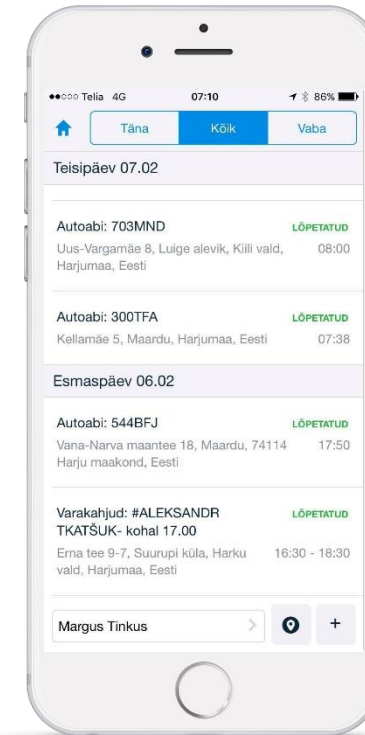 Telia 4G 07:10 86%
Täna Kõik Vaba
Teisipäev 07.02
Autoabi: 703MND LÕPETATUD
Uus-Vargamäe 8, Luige alevik, Kiili vald, 08:00
Harjumaa, Eesti
Autoabi: 300TFA LÕPETATUD
Kellamäe 5, Maardu, Harjumaa, Eesti 07:38
Esmaspäev 06.02
Autoabi: 544BFJ LÕPETATUD
Vana-Narva maantee 18, Maardu, 74114 17:50
Harju maakond, Eesti
Varakahjud: #ALEKSANDR LÕPETATUD
TKATŠUK- kohal 17.00
Erna tee 9-7, Suurupi küla, Harku 16:30 - 18:30
vald, Harjumaa, Eesti
Margus Tinkus